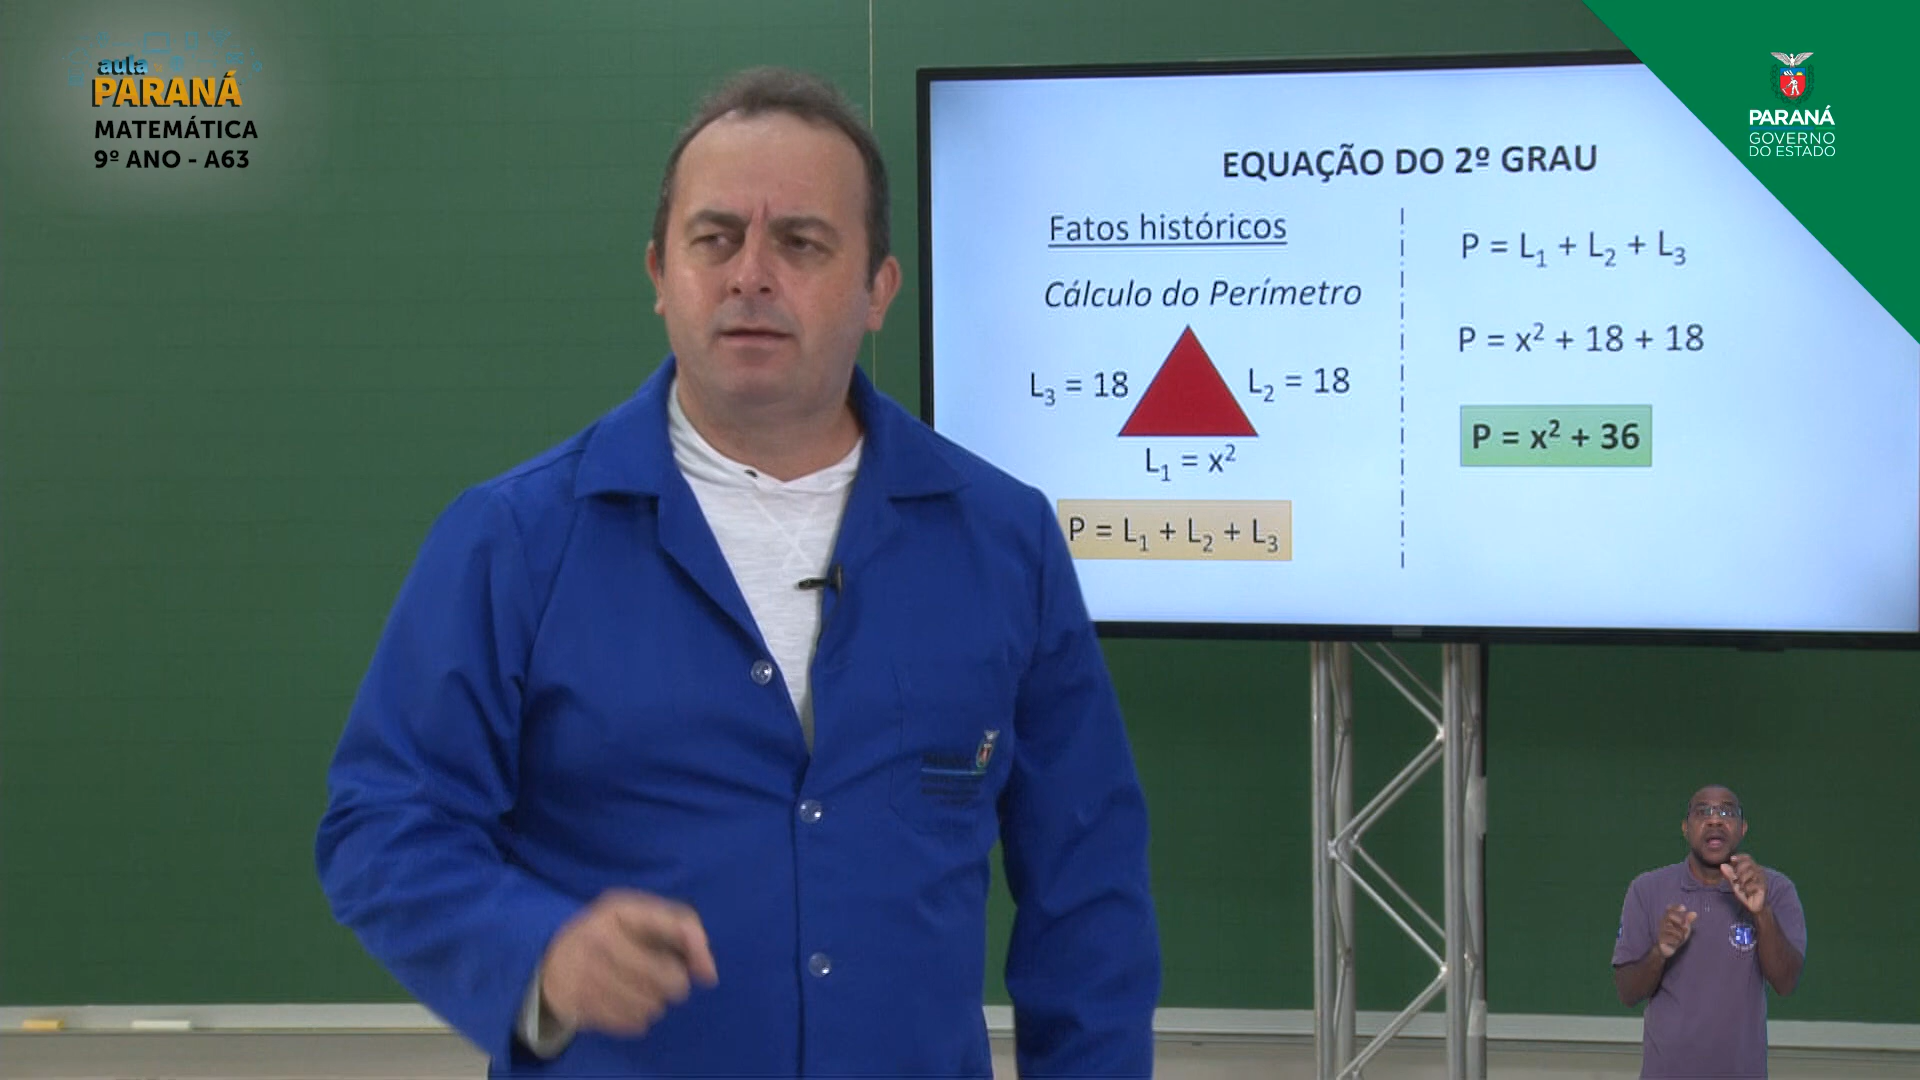 aula
PARANÁ
MATEMÁTICA
9º ANO - A63
PARANÁ
GOVERNO
DO ESTADO
EQUAÇÃO DO 2º GRAU
Fatos históricos
Cálculo do Perímetro
L₃ = 18
L₂ = 18
L₁ = x²
P = L₁ + L₂ + L₃
P = L₁ + L₂ + L₃
P = x² + 18 + 18
P = x² + 36